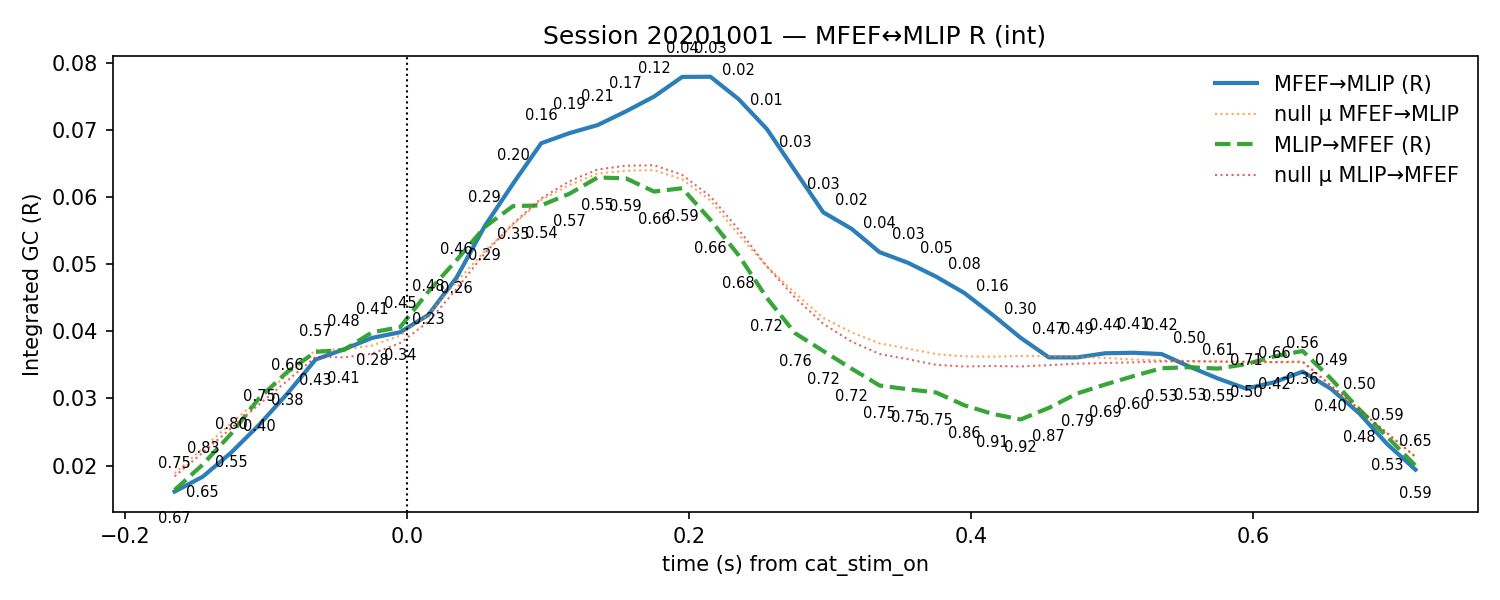 Session 20201001 — MFEF↔MLIP R (int)
Integrated GC (R)
0.08
0.07
0.06
0.05
0.04
0.03
0.02
−0.2
0.0
0.2
0.4
0.6
time (s) from cat_stim_on
MFEF→MLIP (R)
null μ MFEF→MLIP
MLIP→MFEF (R)
null μ MLIP→MFEF
0.04 0.03
0.12 0.02
0.17
0.21 0.01
0.19
0.16
0.20 0.03
0.29 0.03
0.02
0.55 0.59 0.66 0.59
0.57 0.04
0.35 0.54 0.03
0.46 0.66 0.05
0.29 0.08
0.48 0.26 0.68 0.16
0.41 0.45 0.30
0.57 0.48 0.23 0.72 0.47 0.49 0.44 0.41 0.42
0.50
0.28 0.34 0.76 0.61 0.71 0.66 0.56
0.66 0.43 0.41 0.72 0.36 0.49
0.75 0.38 0.72 0.53 0.53 0.55 0.50 0.42 0.50
0.80 0.40 0.75 0.75 0.75 0.79 0.69 0.60 0.40
0.83 0.86 0.91 0.92 0.87 0.48 0.59
0.75 0.55 0.53 0.65
0.65 0.59
0.67